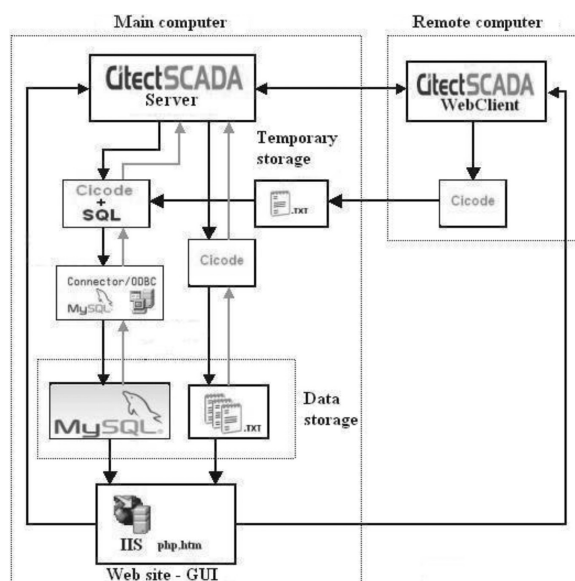 Main computer
Remote computer
CitectSCADA
Server
CitectSCADA
WebClient
Temporary
storage
Cicode
+
SQL
.TXT
Cicode
Cicode
Connector/ODBC
MySQL
MySQL
.TXT
Data
storage
IIS php,htm
Web site - GUI